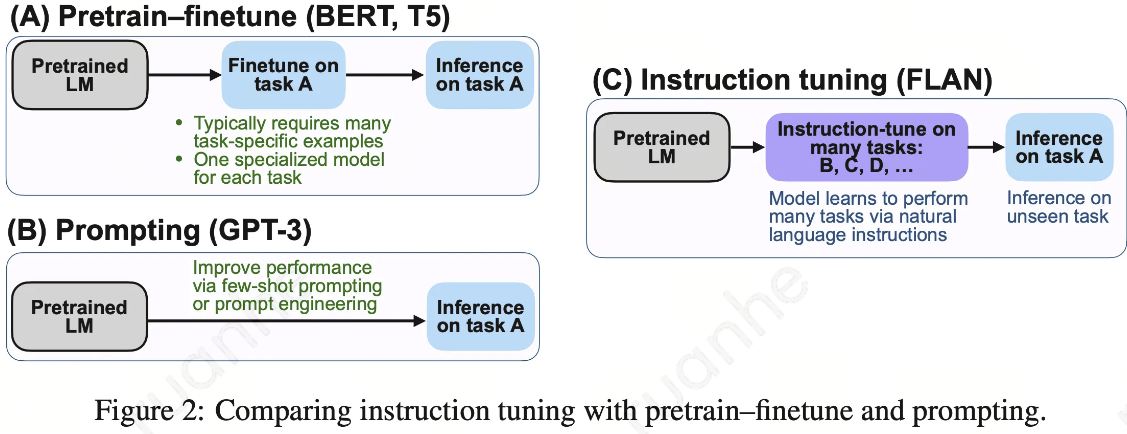 (A) Pretrain–finetune (BERT, T5)
Pretrained
LM
Finetune on
task A
Inference
on task A
• Typically requires many
task-specific examples
• One specialized model
for each task
(B) Prompting (GPT-3)
Pretrained
LM
Improve performance
via few-shot prompting
or prompt engineering
Inference
on task A
(C) Instruction tuning (FLAN)
Pretrained
LM
Instruction-tune on
many tasks:
B, C, D, …
Inference
on task A
Model learns to perform
many tasks via natural
language instructions
Inference on
unseen task
Figure 2: Comparing instruction tuning with pretrain–finetune and prompting.